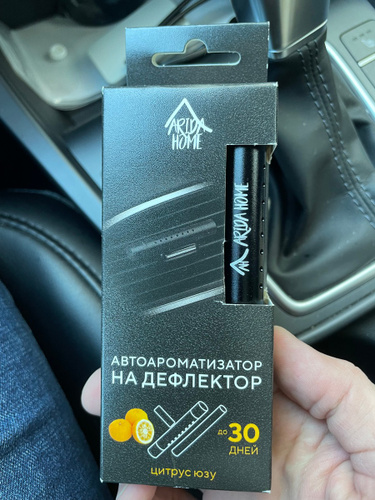 ARIDA
HOME
ARIDA HOME
АВТОАРОМАТИЗАТОР
НА ДЕФЛЕКТОР
до 30
ДНЕЙ
ЦИТРУС ЮЗУ